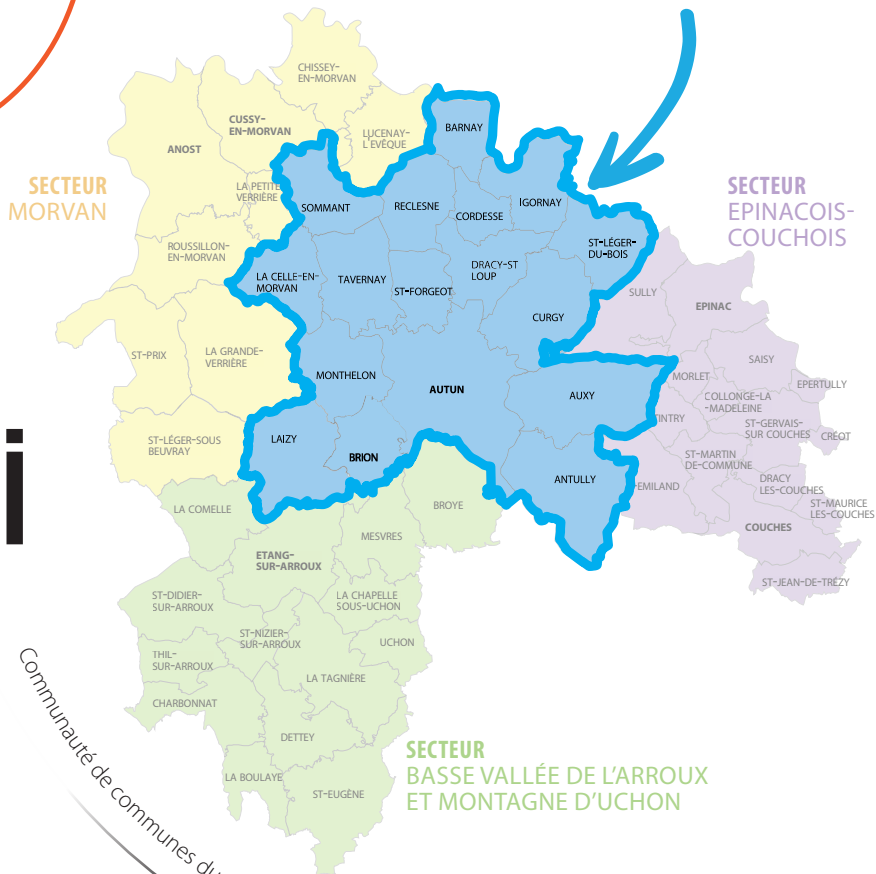 CHISSEY-
EN-MORVAN
CUSSY-
EN-MORVAN
ANOST
LUCENAY-
L'EVÊQUE
BARNAY
SECTEUR
MORVAN
LA PETITE
VERRIÈRE
SOMMANT
RECLESNE
CORDESSE
IGORNAY
SECTEUR
EPINACOIS-
COUCHOIS
ROUSSILLON-
EN-MORVAN
ST-LÉGER-
DU-BOIS
LA CELLE-EN-
MORVAN
TAVERNAY
ST-FORGEOT
DRACY-ST
LOUP
SULLY
EPINAC
CURGY
ST-PRIX
LA GRANDE-
VERRIÈRE
SAISY
MONTHELON
AUTUN
AUXY
MORLET
EPERTULLY
COLLONGE-LA
-MADELEINE
INTRY
ST-GERVAIS-
SUR COUCHES
CRÉOT
ST-LÉGER-SOUS
BEUVRAY
LAIZY
BRION
ST-MARTIN
DE-COMMUNE
ANTULLY
EMILAND
DRACY
LES-COUCHES
ST-MAURICE
LES-COUCHES
COUCHES
ST-JEAN-DE-TRÉZY
i
LA COMELLE
BROYE
MESVRES
ETANG-
SUR-ARROUX
ST-DIDIER-
SUR-ARROUX
LA CHAPELLE
SOUS-UCHON
ST-NIZIER-
SUR-ARROUX
UCHON
THIL-
SUR-ARROUX
LA TAGNIÈRE
CHARBONNAT
DETTEY
LA BOULAYE
ST-EUGÈNE
SECTEUR
BASSE VALLÉE DE L'ARROUX
ET MONTAGNE D'UCHON
Communauté de communes du